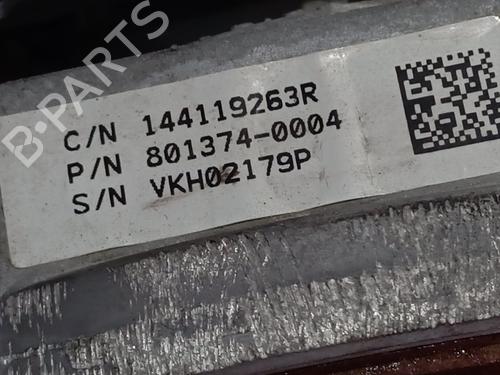 B-PARTS
C/N 144119263R
P/N 801374-0004
S/N VKH02179P